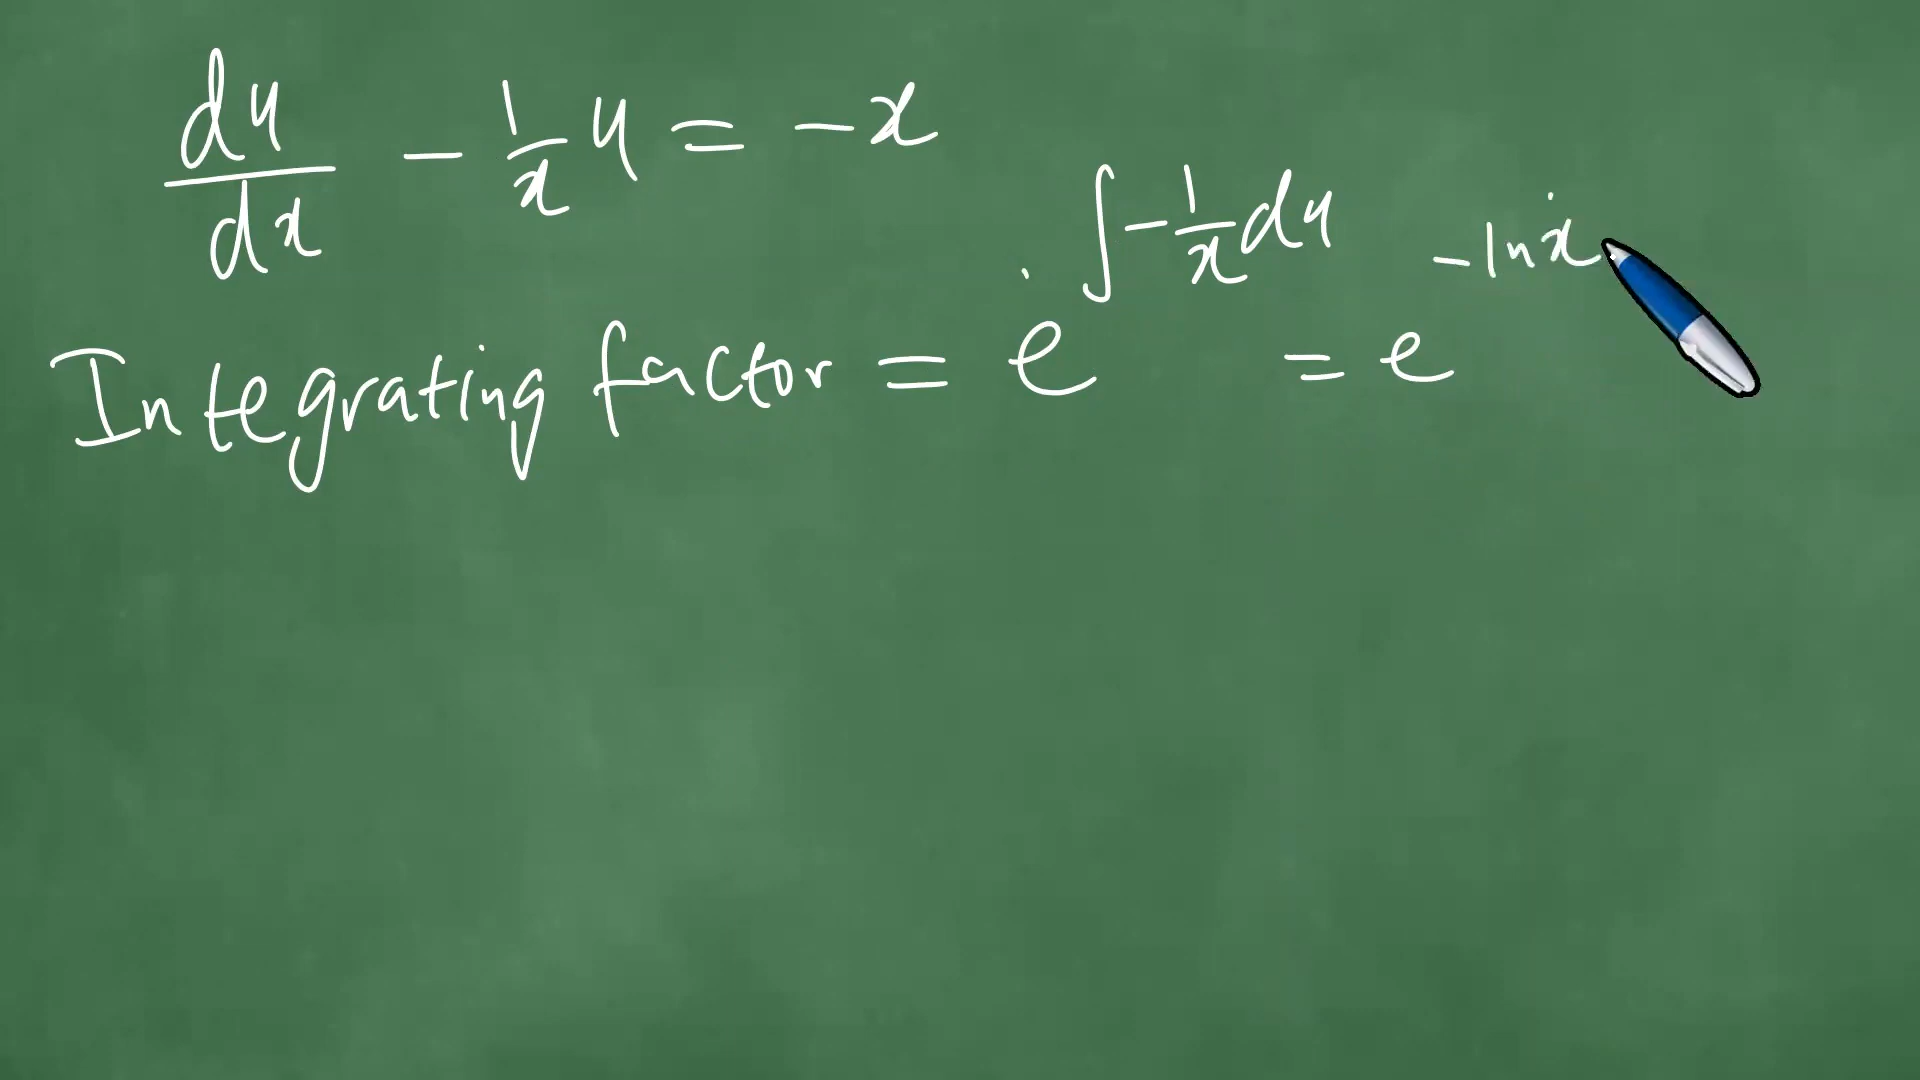 du/dx - 1/x u = -x
Integrating factor = e^{∫ -1/x du} = e^{-ln x}